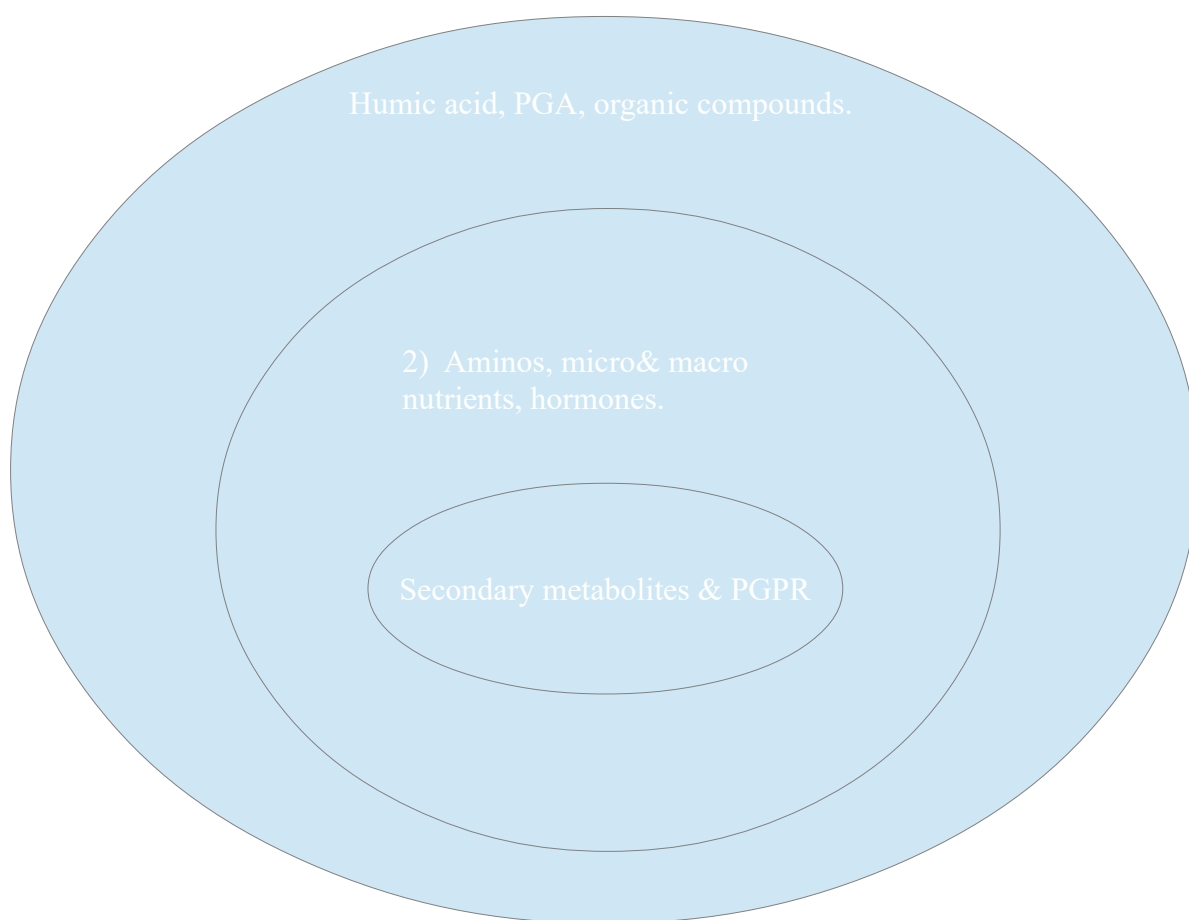 Humic acid, PGA, organic compounds.
2) Aminos, micro& macro
nutrients, hormones.
Secondary metabolites & PGPR